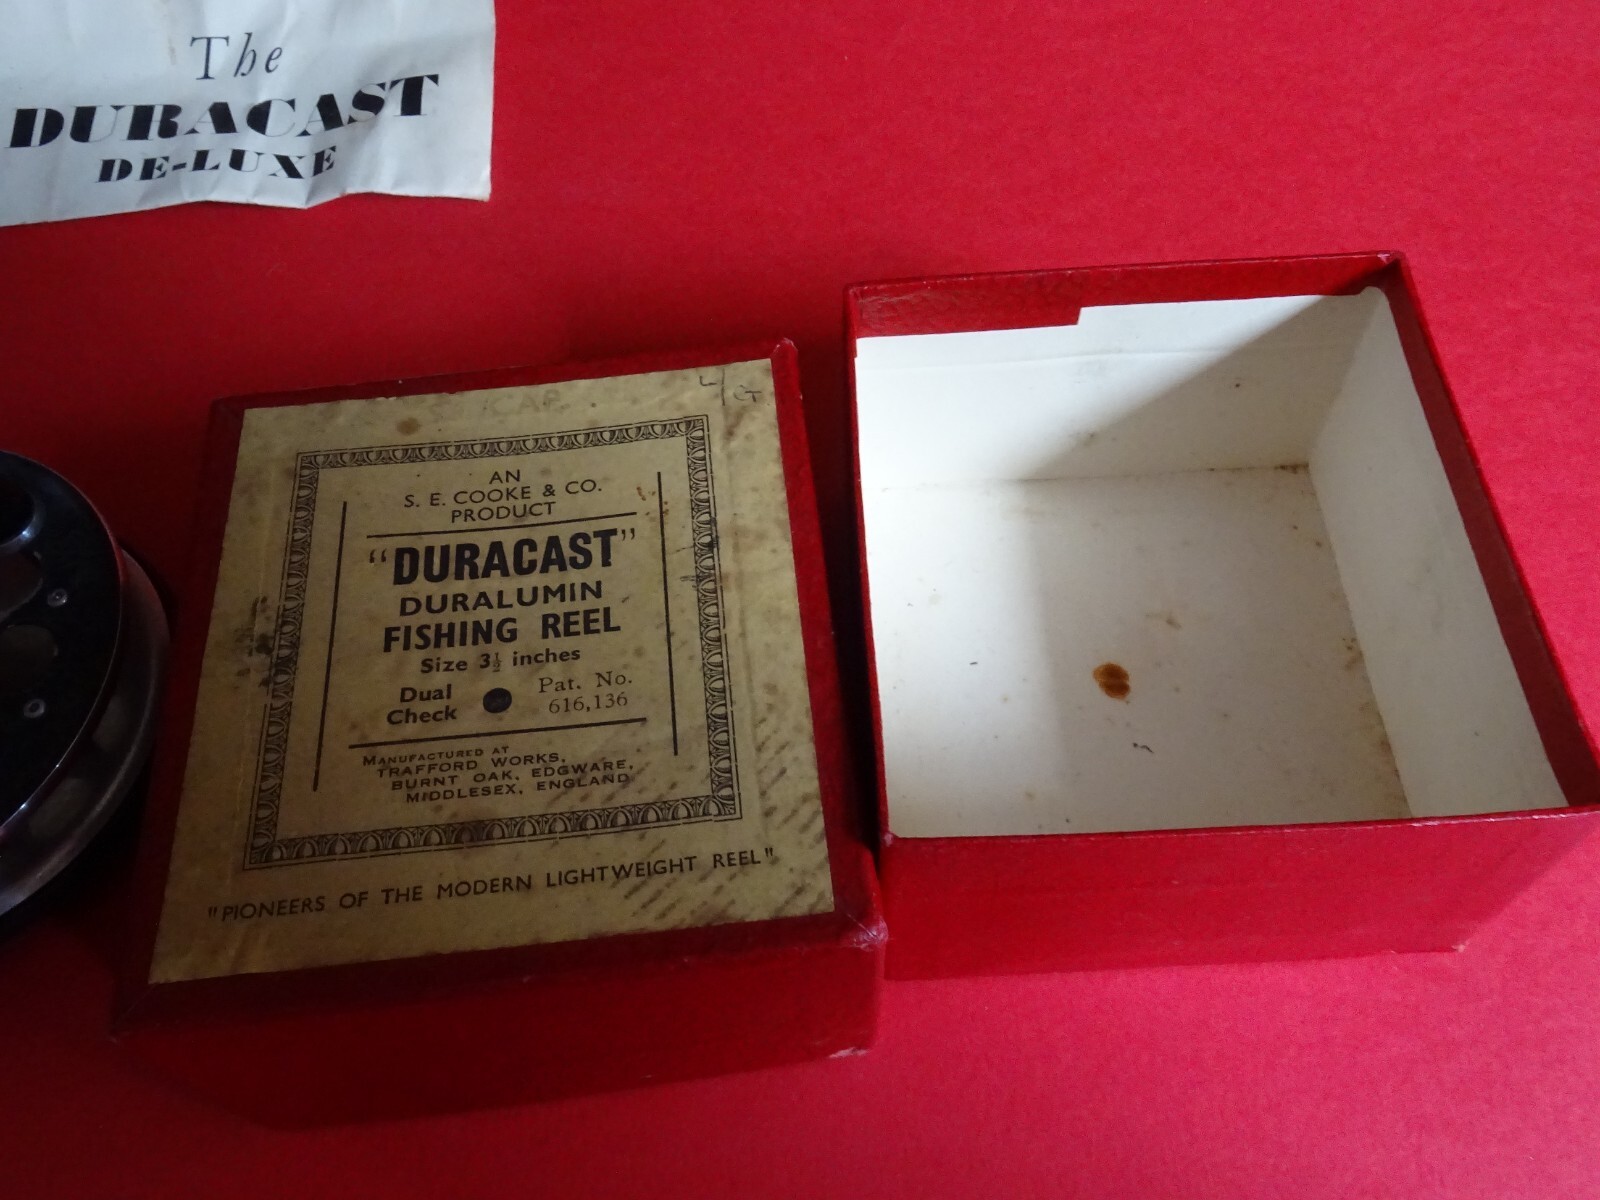 The
DURACAST
DE-LUXE
L/G
AN
S. E. COOKE & CO.
PRODUCT
"DURACAST"
DURALUMIN
FISHING REEL
Size 3½ inches
Dual Check
Pat. No. 616,136
MANUFACTURED AT
TRAFFORD WORKS,
BURNT OAK, EDGWARE,
MIDDLESEX, ENGLAND
"PIONEERS OF THE MODERN LIGHTWEIGHT REEL"